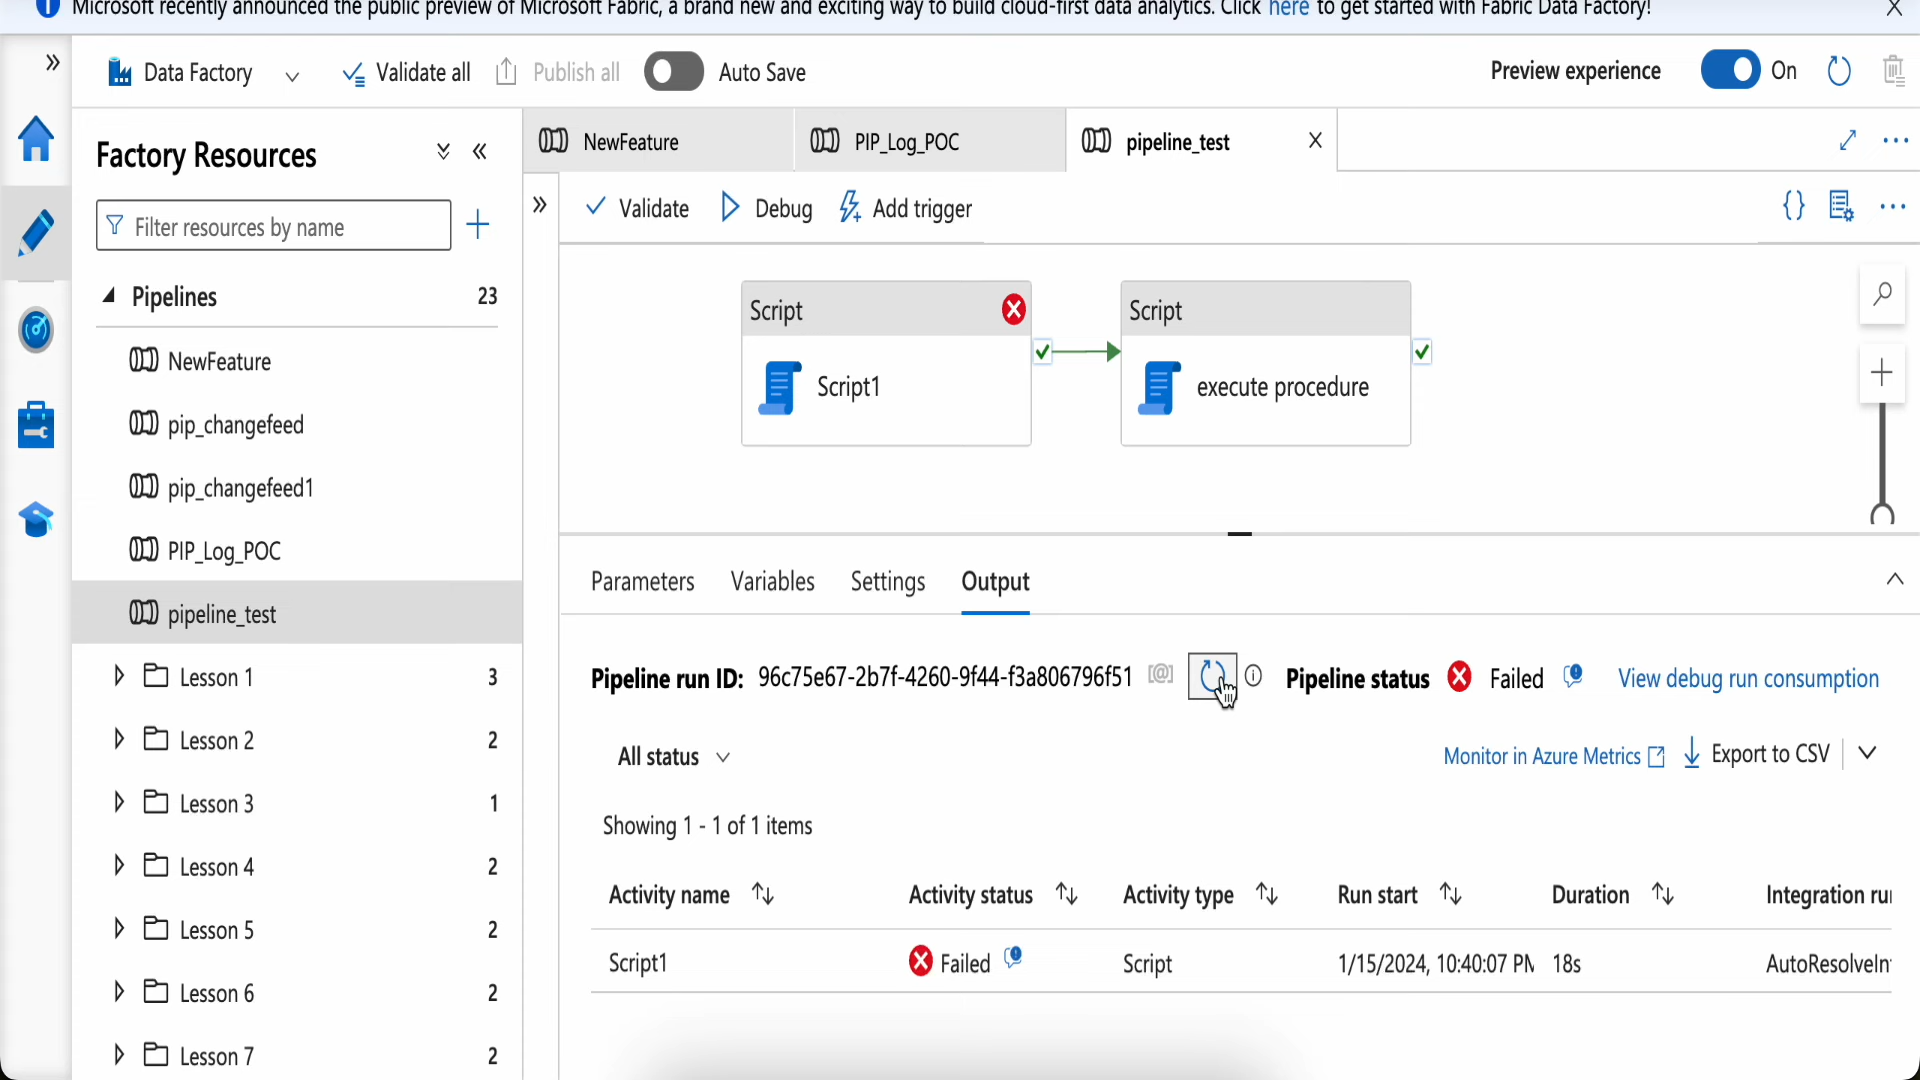 Microsoft recently announced the public preview of Microsoft Fabric, a brand new and exciting way to build cloud-first data analytics. Click here to get started with Fabric Data Factory!
Data Factory
Validate all
Publish all
Auto Save
Preview experience
On
Factory Resources
Filter resources by name
Pipelines 23
NewFeature
pip_changefeed
pip_changefeed1
PIP_Log_POC
pipeline_test
Lesson 1 3
Lesson 2 2
Lesson 3 1
Lesson 4 2
Lesson 5 2
Lesson 6 2
Lesson 7 2
NewFeature
PIP_Log_POC
pipeline_test
Validate
Debug
Add trigger
Script
Script1
Script
execute procedure
Parameters
Variables
Settings
Output
Pipeline run ID: 96c75e67-2b7f-4260-9f44-f3a806796f51 [@]
Pipeline status Failed
View debug run consumption
All status
Monitor in Azure Metrics
Export to CSV
Showing 1 - 1 of 1 items
Activity name Activity status Activity type Run start Duration Integration
Script1 Failed Script 1/15/2024, 10:40:07 18s